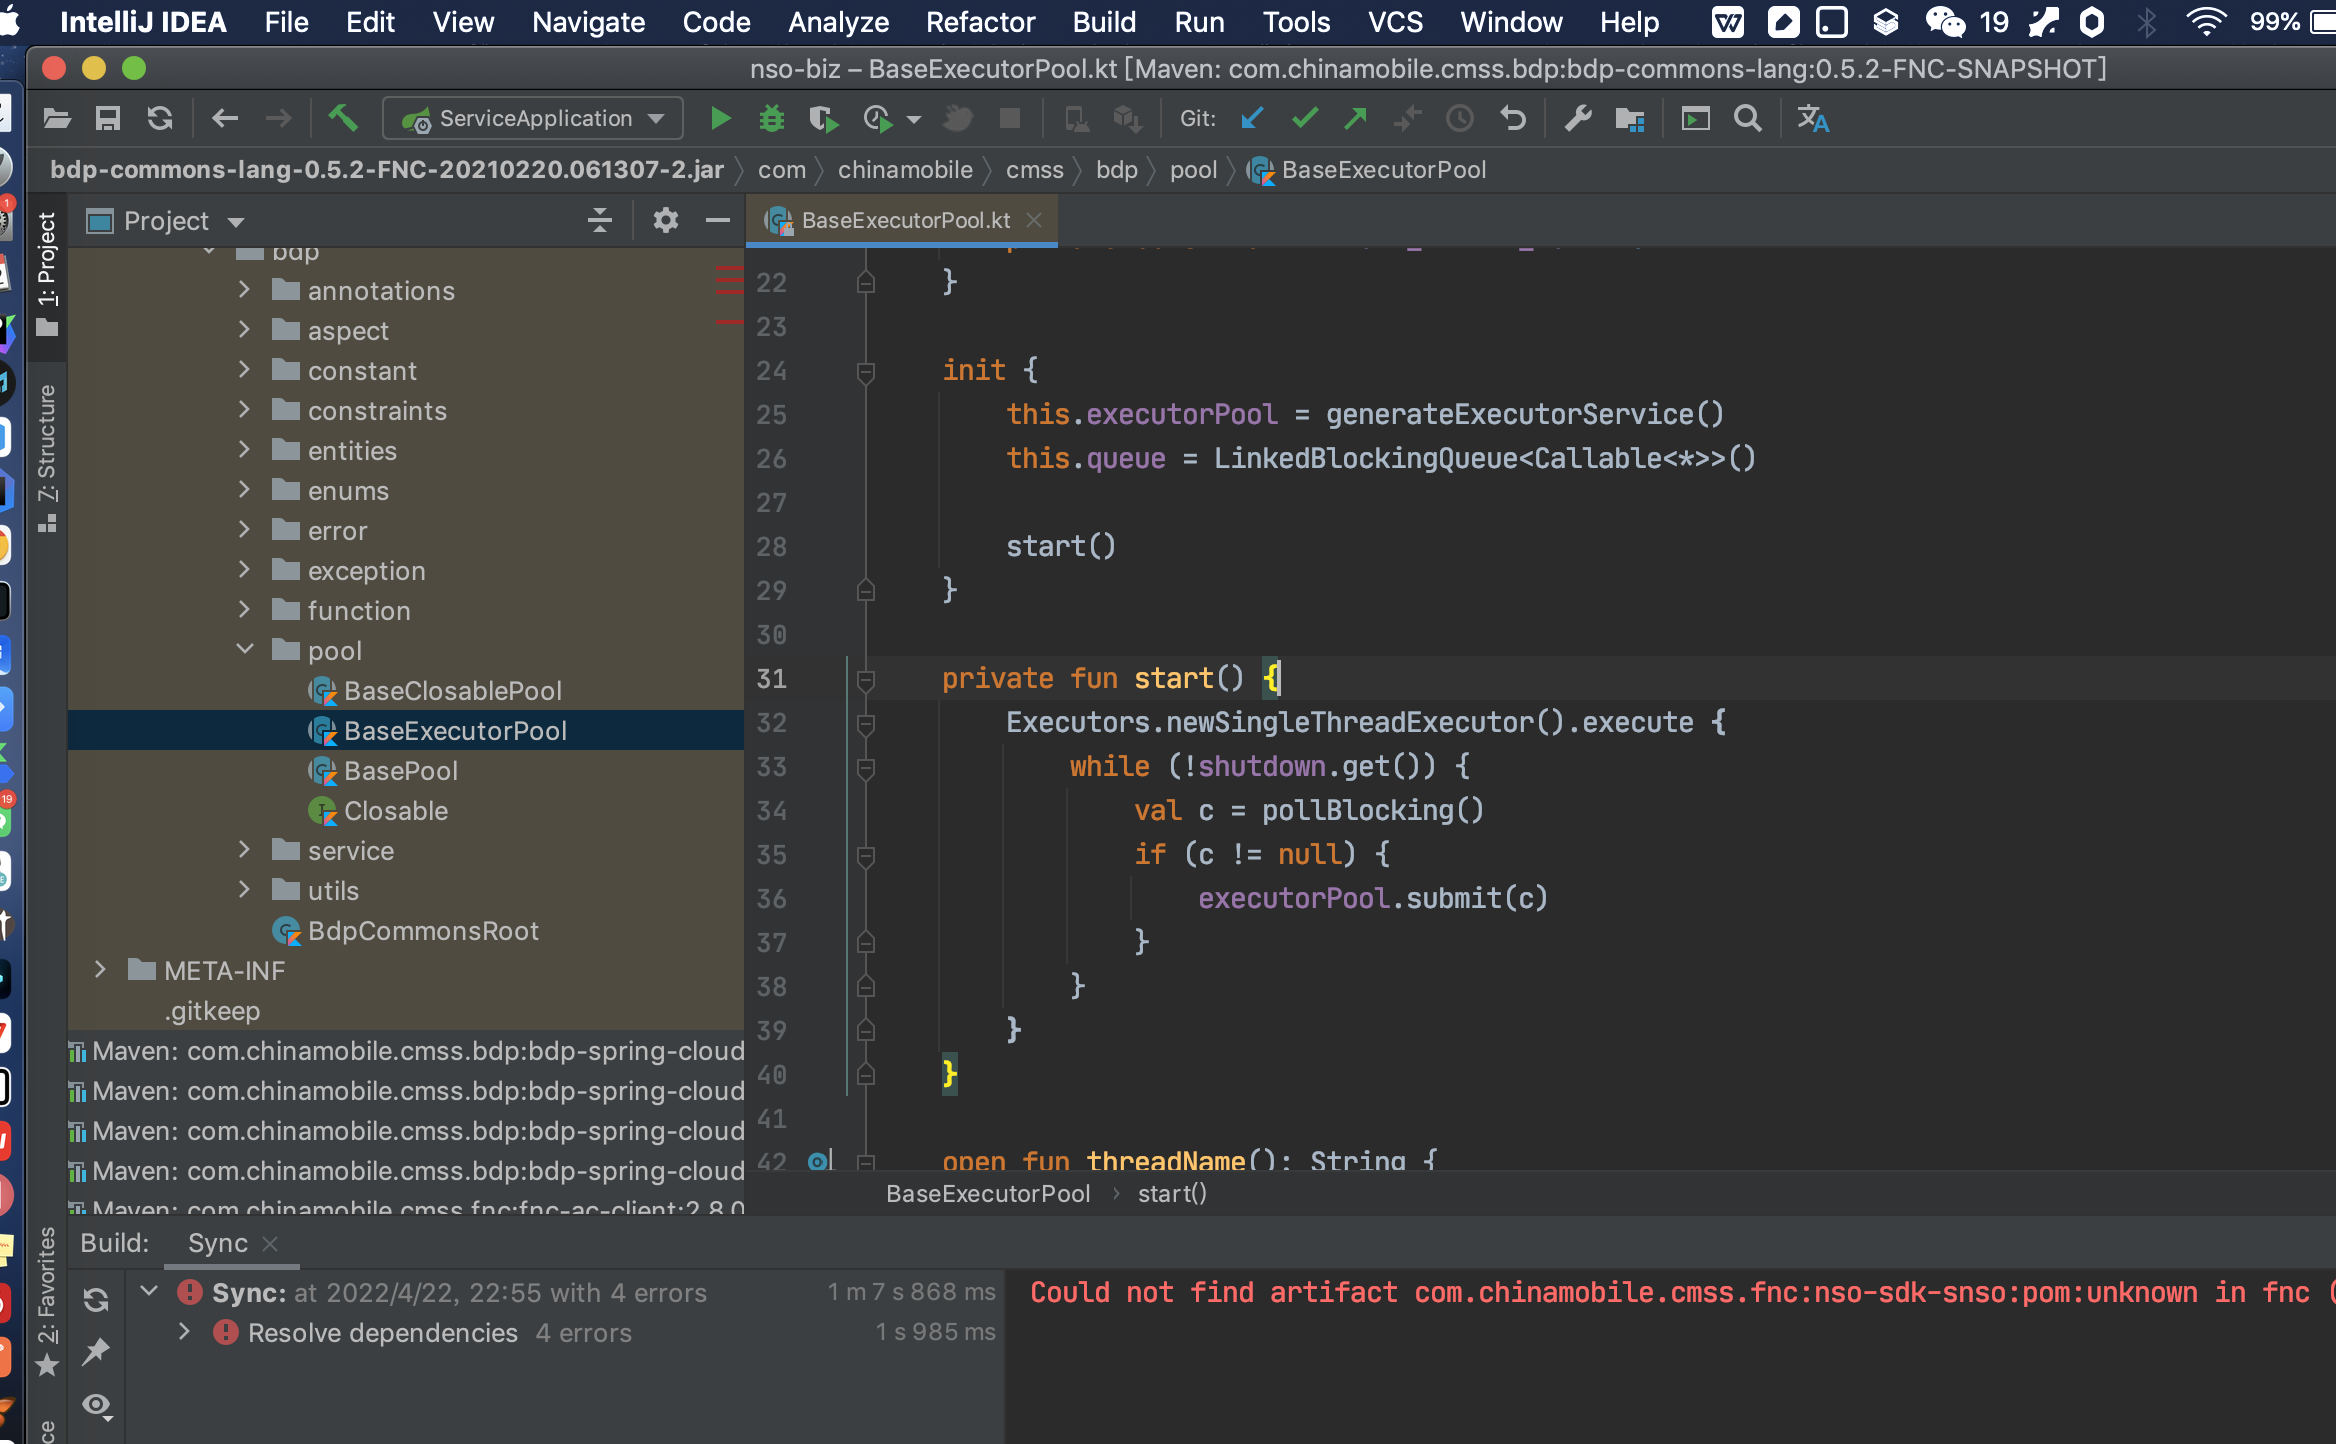 IntelliJ IDEA File Edit View Navigate Code Analyze Refactor Build Run Tools VCS Window Help 19 99%
nso-biz – BaseExecutorPool.kt [Maven: com.chinamobile.cmss.bdp:bdp-commons-lang:0.5.2-FNC-SNAPSHOT]
ServiceApplication Git:
bdp-commons-lang-0.5.2-FNC-20210220.061307-2.jar com chinamobile cmss bdp pool BaseExecutorPool
1: Project
7: Structure
2: Favorites
Project
bdp
annotations
aspect
constant
constraints
entities
enums
error
exception
function
pool
BaseClosablePool
BaseExecutorPool
BasePool
Closable
service
utils
BdpCommonsRoot
META-INF
.gitkeep
Maven: com.chinamobile.cmss.bdp:bdp-spring-cloud
Maven: com.chinamobile.cmss.bdp:bdp-spring-cloud
Maven: com.chinamobile.cmss.bdp:bdp-spring-cloud
Maven: com.chinamobile.cmss.bdp:bdp-spring-cloud
Maven: com.chinamobile.cmss.fnc:fnc-ac-client:2.8.0
BaseExecutorPool.kt
22 }
23
24 init {
25 this.executorPool = generateExecutorService()
26 this.queue = LinkedBlockingQueue<Callable<*>>()
27
28 start()
29 }
30
31 private fun start() {
32 Executors.newSingleThreadExecutor().execute {
33 while (!shutdown.get()) {
34 val c = pollBlocking()
35 if (c != null) {
36 executorPool.submit(c)
37 }
38 }
39 }
40 }
41
42 open fun threadName(): String {
BaseExecutorPool › start()
Build: Sync
Sync: at 2022/4/22, 22:55 with 4 errors 1 m 7 s 868 ms
Resolve dependencies 4 errors 1 s 985 ms
Could not find artifact com.chinamobile.cmss.fnc:nso-sdk-snso:pom:unknown in fnc (